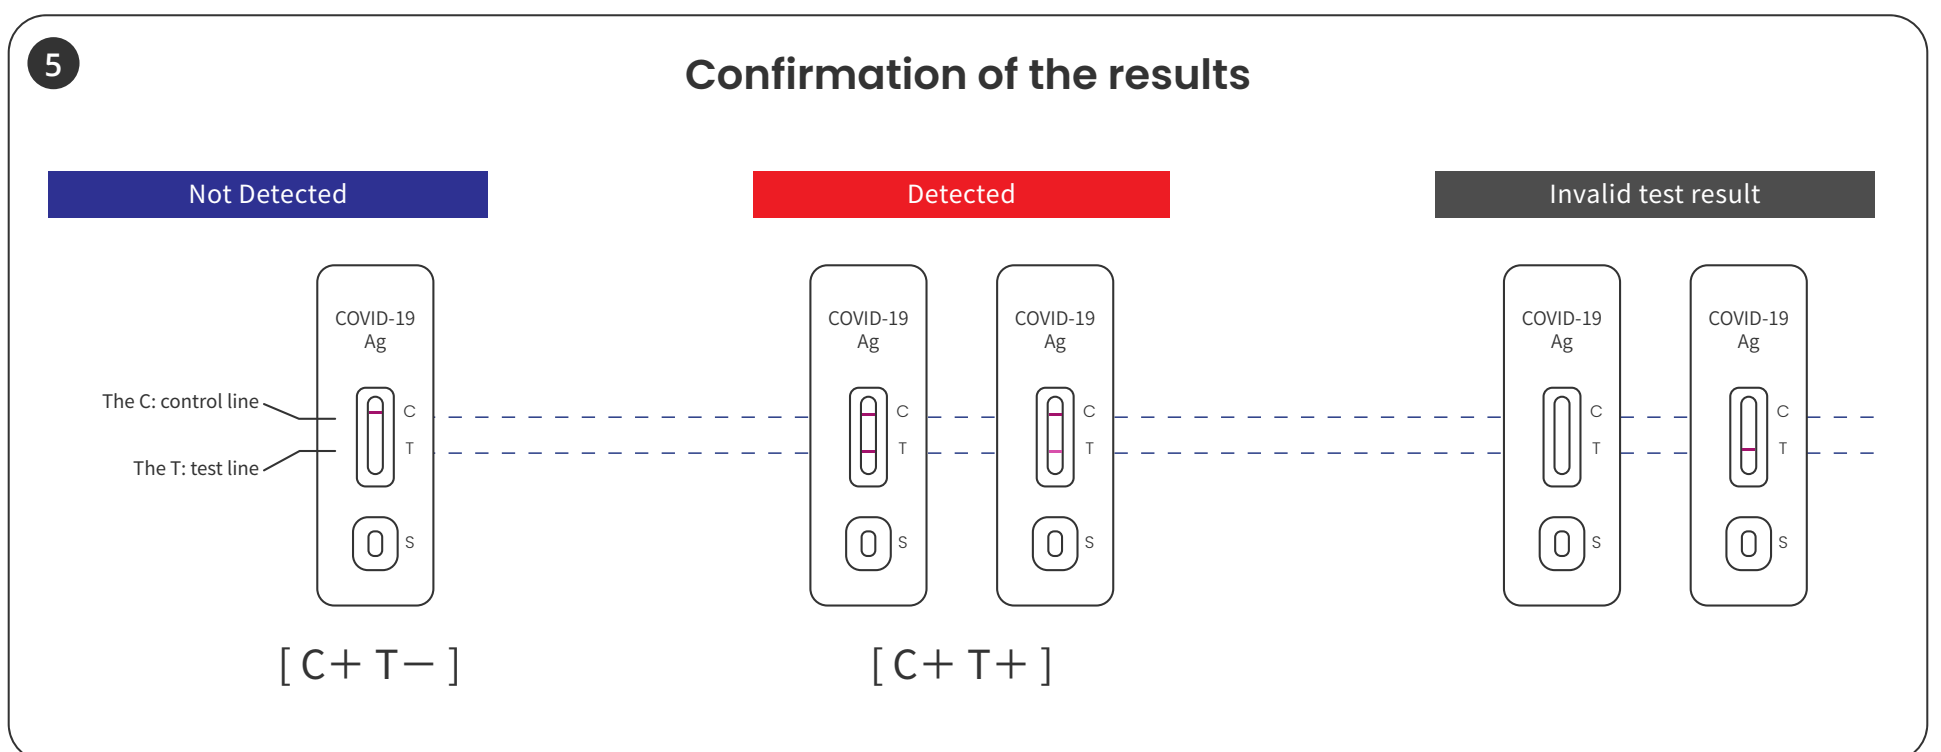 5
Confirmation of the results
Not Detected
Detected
Invalid test result
COVID-19
Ag
The C: control line
C
The T: test line
T
S
[ C+ T− ]
COVID-19
Ag
C
T
S
COVID-19
Ag
C
T
S
[ C+ T+ ]
COVID-19
Ag
C
T
S
COVID-19
Ag
C
T
S